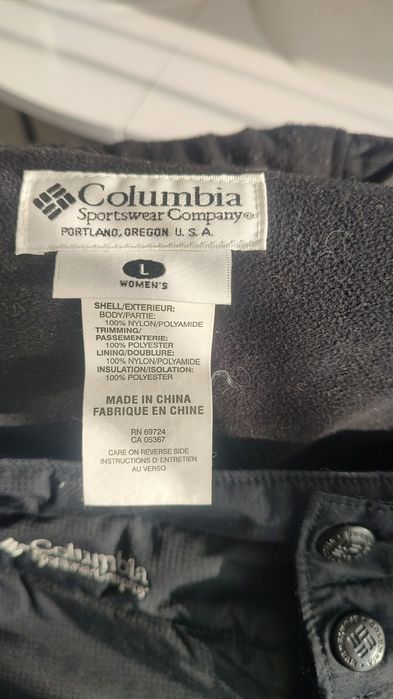 Columbia
Sportswear Company®
PORTLAND, OREGON U. S. A.
L
WOMEN'S
SHELL/EXTERIEUR:
BODY/PARTIE:
100% NYLON/POLYAMIDE
TRIMMING/
PASSEMENTERIE:
100% POLYESTER
LINING/DOUBLURE:
100% NYLON/POLYAMIDE
INSULATION/ISOLATION:
100% POLYESTER
MADE IN CHINA
FABRIQUE EN CHINE
RN 69724
CA 05367
CARE ON REVERSE SIDE
INSTRUCTIONS D' ENTRETIEN
AU VERSO
Columbia